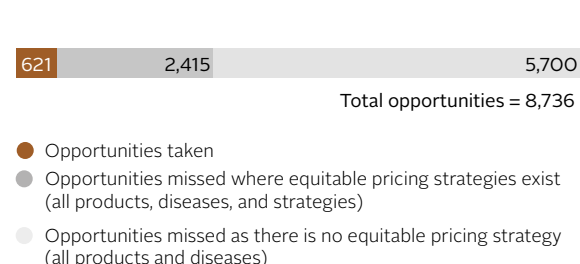 621 2,415 5,700
Total opportunities = 8,736
Opportunities taken
Opportunities missed where equitable pricing strategies exist
(all products, diseases, and strategies)
Opportunities missed as there is no equitable pricing strategy
(all products and diseases)